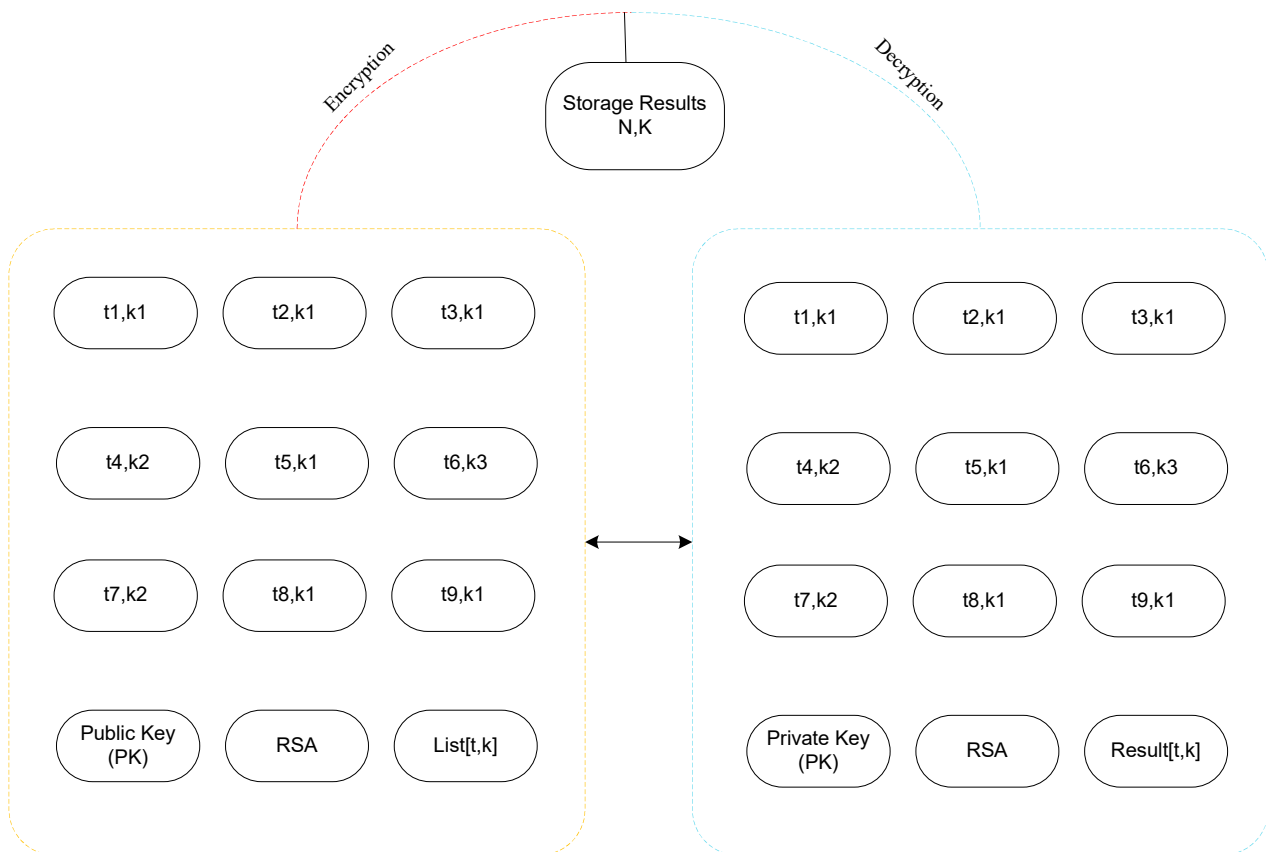 Encryption
Decryption
Storage Results
N,K
t1,k1
t2,k1
t3,k1
t4,k2
t5,k1
t6,k3
t7,k2
t8,k1
t9,k1
Public Key
(PK)
RSA
List[t,k]
t1,k1
t2,k1
t3,k1
t4,k2
t5,k1
t6,k3
t7,k2
t8,k1
t9,k1
Private Key
(PK)
RSA
Result[t,k]